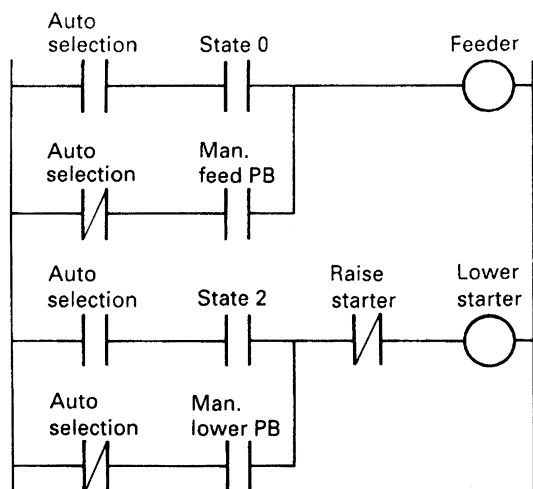 Auto
selection
State 0
Feeder
Auto
selection
Man.
feed PB
Auto
selection
State 2
Raise
starter
Lower
starter
Auto
selection
Man.
lower PB